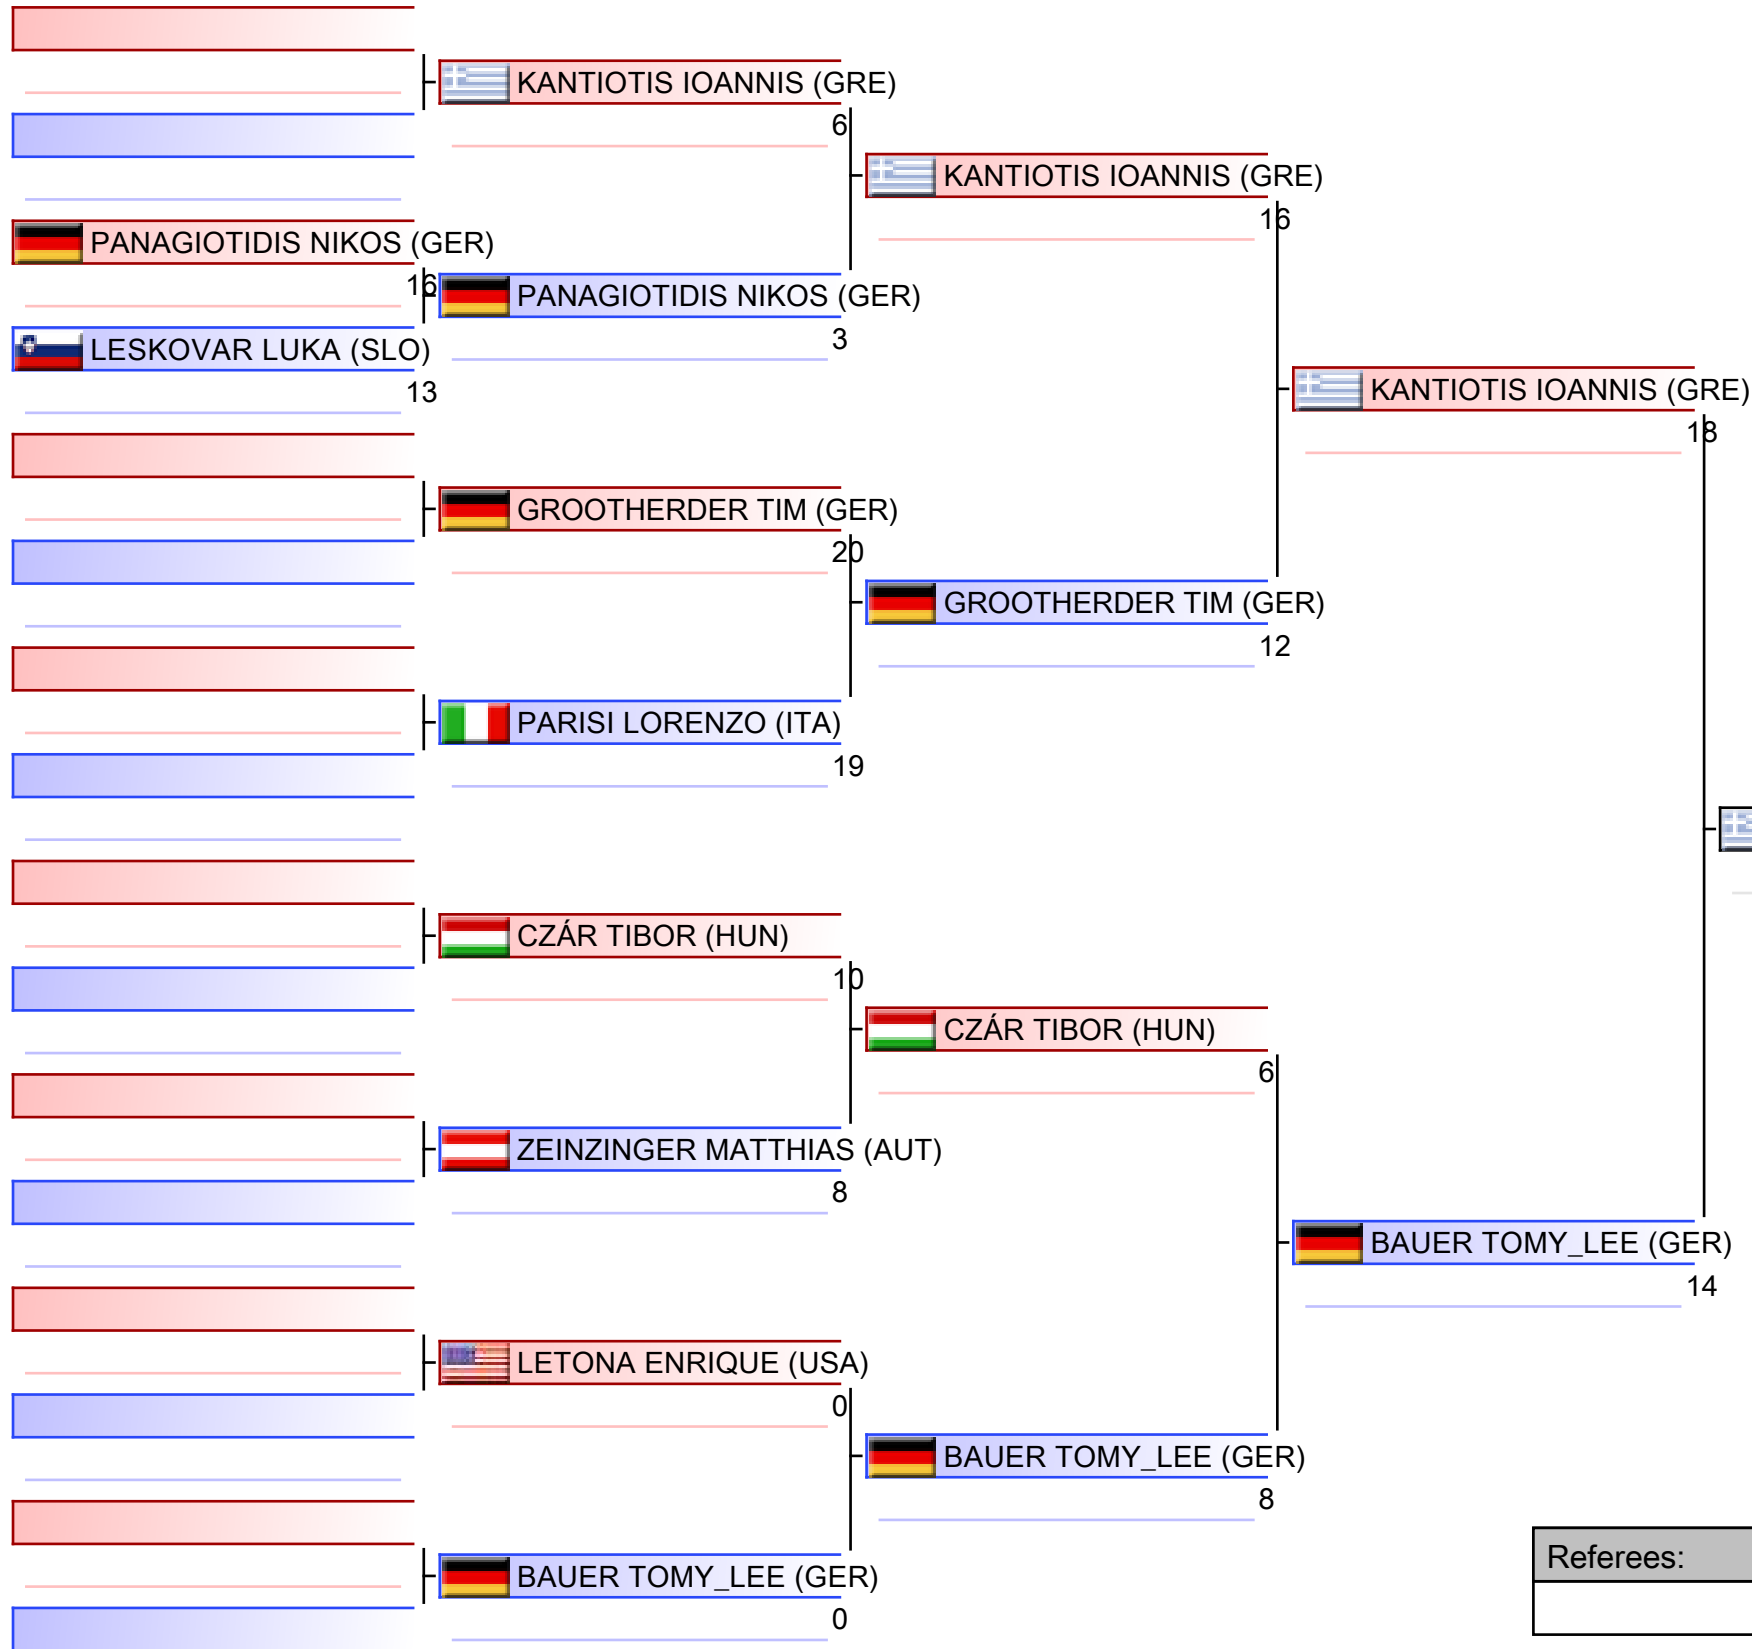 KANTIOTIS IOANNIS (GRE)
6
KANTIOTIS IOANNIS (GRE)
16
PANAGIOTIDIS NIKOS (GER)
16
PANAGIOTIDIS NIKOS (GER)
3
LESKOVAR LUKA (SLO)
13
KANTIOTIS IOANNIS (GRE)
18
GROOTHERDER TIM (GER)
20
GROOTHERDER TIM (GER)
12
PARISI LORENZO (ITA)
19
CZÁR TIBOR (HUN)
10
CZÁR TIBOR (HUN)
6
ZEINZINGER MATTHIAS (AUT)
8
BAUER TOMY_LEE (GER)
14
LETONA ENRIQUE (USA)
0
BAUER TOMY_LEE (GER)
8
BAUER TOMY_LEE (GER)
0
Referees: